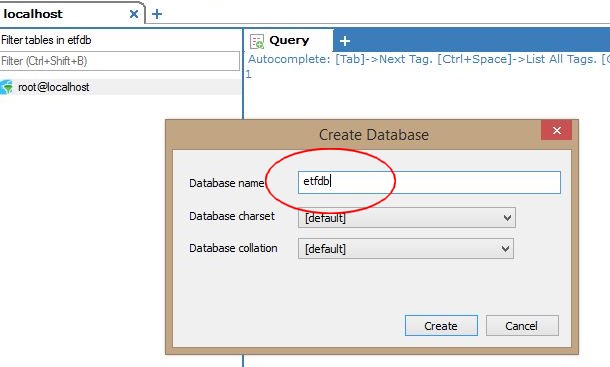 localhost
Filter tables in etfdb
Filter (Ctrl+Shift+B)
root@localhost
Query
Autocomplete: [Tab]->Next Tag. [Ctrl+Space]->List All Tags. [C
1
Create Database
Database name
etfdb
Database charset
[default]
Database collation
[default]
Create
Cancel